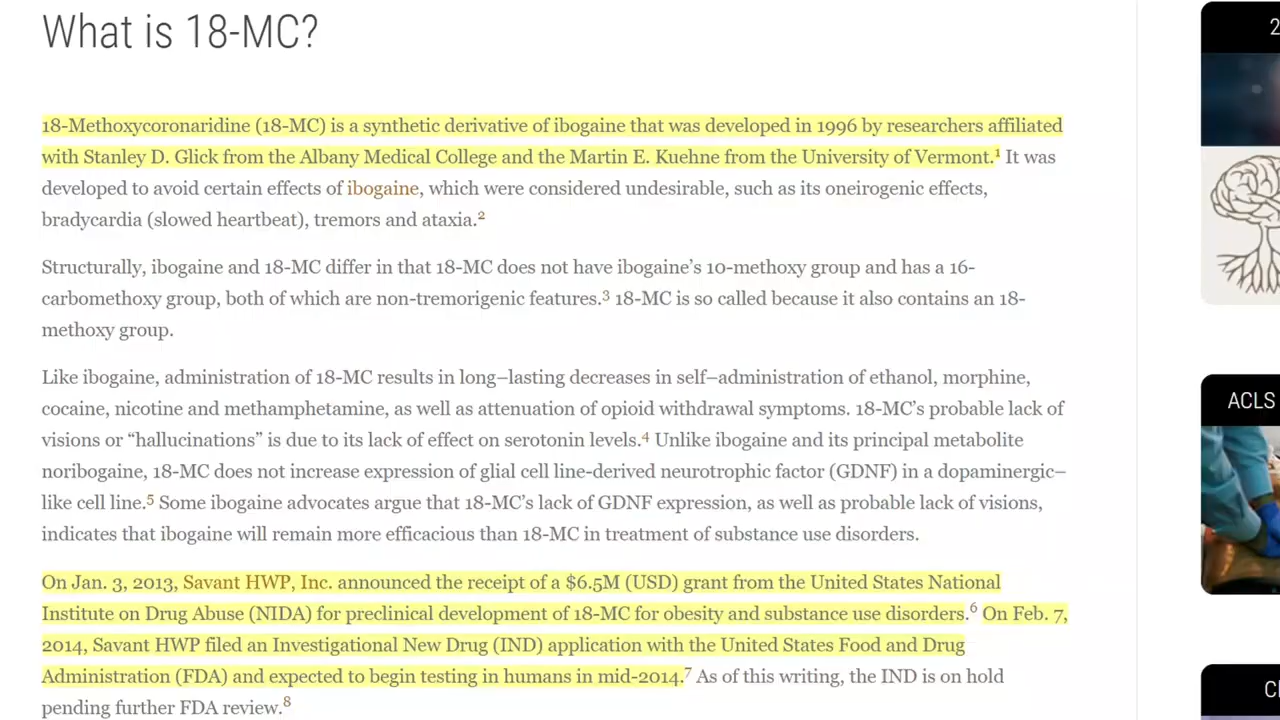 What is 18-MC?
18-Methoxycoronaridine (18-MC) is a synthetic derivative of ibogaine that was developed in 1996 by researchers affiliated
with Stanley D. Glick from the Albany Medical College and the Martin E. Kuehne from the University of Vermont.¹ It was
developed to avoid certain effects of ibogaine, which were considered undesirable, such as its oneirogenic effects,
bradycardia (slowed heartbeat), tremors and ataxia.²
Structurally, ibogaine and 18-MC differ in that 18-MC does not have ibogaine’s 10-methoxy group and has a 16-
carbomethoxy group, both of which are non-tremorigenic features.³ 18-MC is so called because it also contains an 18-
methoxy group.
Like ibogaine, administration of 18-MC results in long–lasting decreases in self–administration of ethanol, morphine,
cocaine, nicotine and methamphetamine, as well as attenuation of opioid withdrawal symptoms. 18-MC’s probable lack of
visions or “hallucinations” is due to its lack of effect on serotonin levels.⁴ Unlike ibogaine and its principal metabolite
noribogaine, 18-MC does not increase expression of glial cell line-derived neurotrophic factor (GDNF) in a dopaminergic–
like cell line.⁵ Some ibogaine advocates argue that 18-MC’s lack of GDNF expression, as well as probable lack of visions,
indicates that ibogaine will remain more efficacious than 18-MC in treatment of substance use disorders.
On Jan. 3, 2013, Savant HWP, Inc. announced the receipt of a $6.5M (USD) grant from the United States National
Institute on Drug Abuse (NIDA) for preclinical development of 18-MC for obesity and substance use disorders.⁶ On Feb. 7,
2014, Savant HWP filed an Investigational New Drug (IND) application with the United States Food and Drug
Administration (FDA) and expected to begin testing in humans in mid-2014.⁷ As of this writing, the IND is on hold
pending further FDA review.⁸
2
ACLS